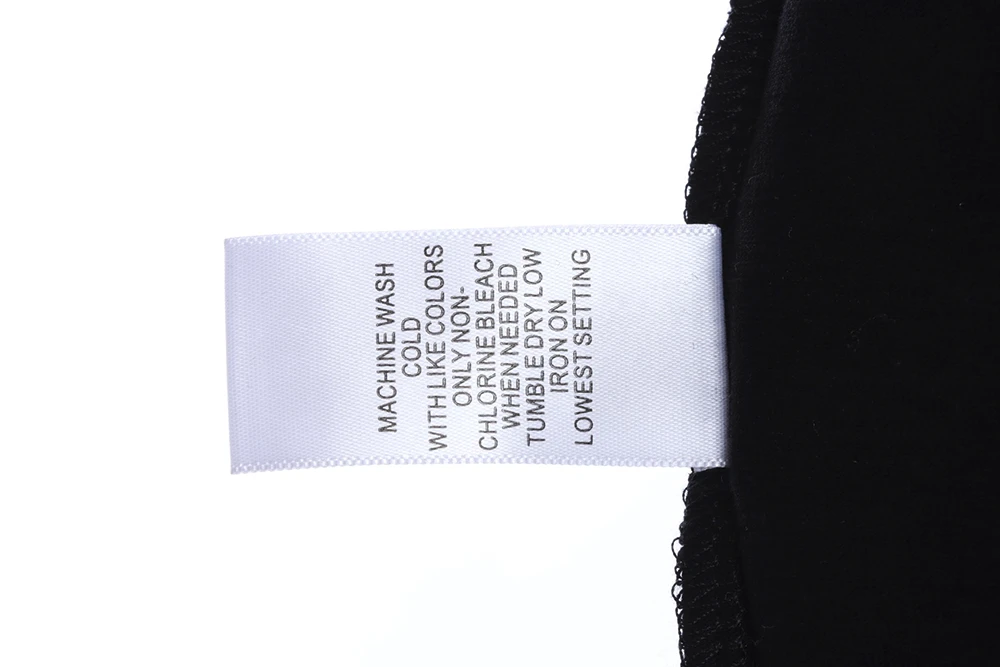 MACHINE WASH
COLD
WITH LIKE COLORS
ONLY NON-
CHLORINE BLEACH
WHEN NEEDED
TUMBLE DRY LOW
IRON ON
LOWEST SETTING